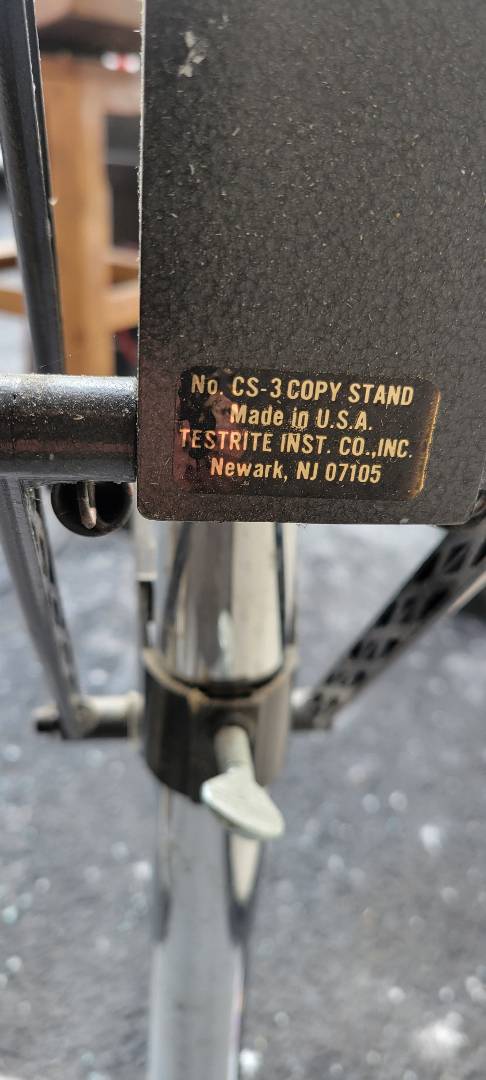 No. CS-3 COPY STAND
Made in U.S.A.
TESTRITE INST. CO., INC.
Newark, NJ 07105